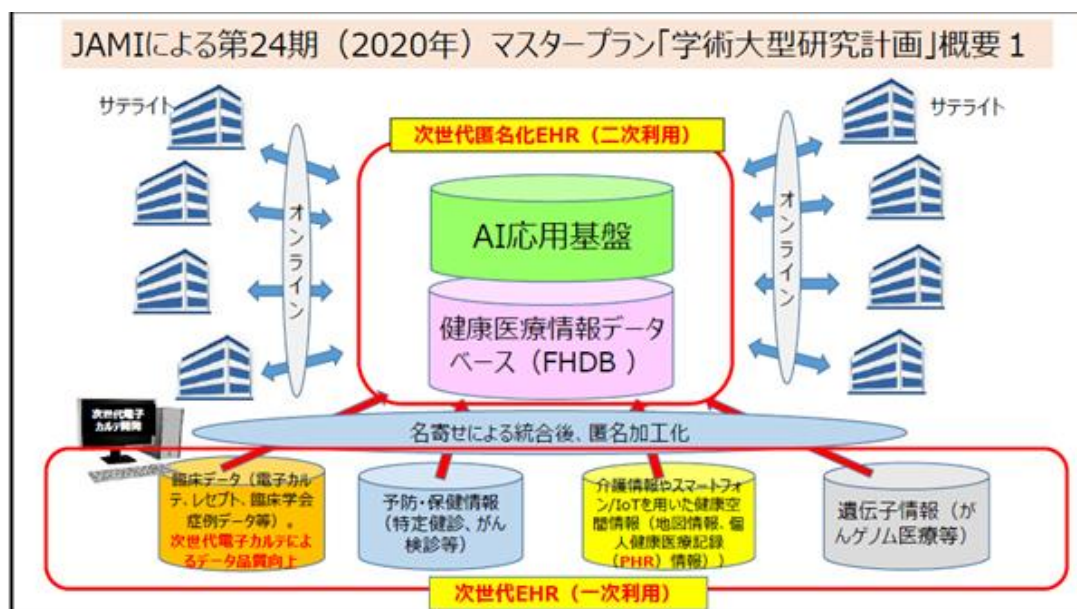 JAMIによる第24期（2020年）マスタープラン「学術大型研究計画」概要１
サテライト
サテライト
次世代匿名化EHR（二次利用）
オンライン
オンライン
AI応用基盤
健康医療情報データ
ベース（FHDB ）
次世代電子
カルテ開発
名寄せによる統合後、匿名加工化
臨床データ（電子カル
テ、レセプト、臨床学会
症例データ等）。
次世代電子カルテによ
るデータ品質向上
予防・保健情報
（特定健診、がん
検診等）
介護情報やスマートフォ
ン/IoTを用いた健康空
間情報（地図情報、個
人健康医療記録
（PHR）情報））
遺伝子情報（が
んゲノム医療等）
次世代EHR（一次利用）